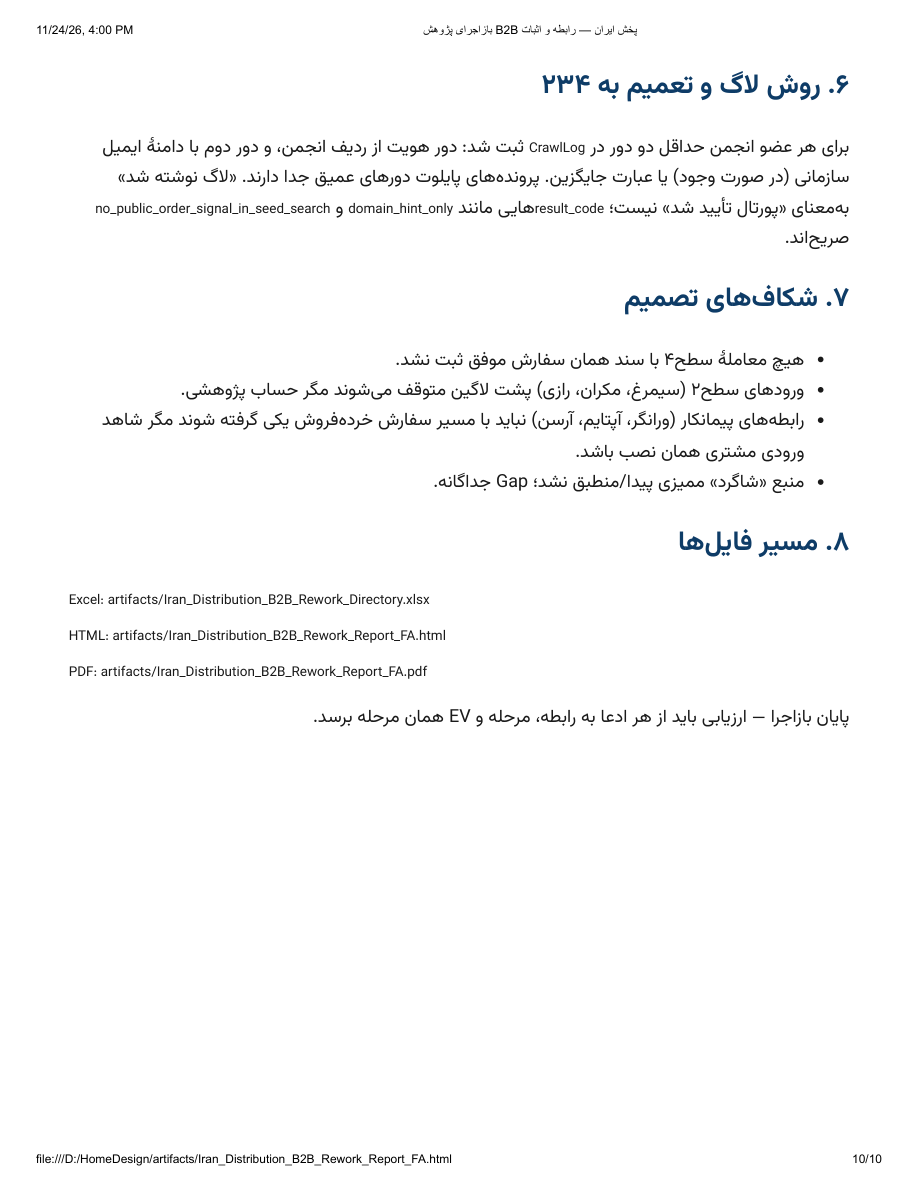 11/24/26, 4:00 PM
بازاجرای پژوهش B2B پخش ایران — رابطه و اثبات
۶. روش لاگ و تعمیم به ۲۳۴
برای هر عضو انجمن حداقل دو دور در CrawlLog ثبت شد: دور هویت از ردیف انجمن، و دور دوم با دامنهٔ ایمیل
سازمانی (در صورت وجود) یا عبارت جایگزین. پرونده‌های پایلوت دورهای عمیق جدا دارند. «لاگ نوشته شد»
به‌معنای «پورتال تأیید شد» نیست؛ result_codeهایی مانند domain_hint_only و no_public_order_signal_in_seed_search
صریح‌اند.
۷. شکاف‌های تصمیم
• هیچ معاملهٔ سطح۴ با سند همان سفارش موفق ثبت نشد.
• ورودهای سطح۲ (سیمرغ، مکران، رازی) پشت لاگین متوقف می‌شوند مگر حساب پژوهشی.
• رابطه‌های پیمانکار (ورانگر، آپتایم، آرسن) نباید با مسیر سفارش خرده‌فروش یکی گرفته شوند مگر شاهد
ورودی مشتری همان نصب باشد.
• منبع «شاگرد» ممیزی پیدا/منطبق نشد؛ Gap جداگانه.
۸. مسیر فایل‌ها
Excel: artifacts/Iran_Distribution_B2B_Rework_Directory.xlsx
HTML: artifacts/Iran_Distribution_B2B_Rework_Report_FA.html
PDF: artifacts/Iran_Distribution_B2B_Rework_Report_FA.pdf
پایان بازاجرا — ارزیابی باید از هر ادعا به رابطه، مرحله و EV همان مرحله برسد.
file:///D:/HomeDesign/artifacts/Iran_Distribution_B2B_Rework_Report_FA.html
10/10